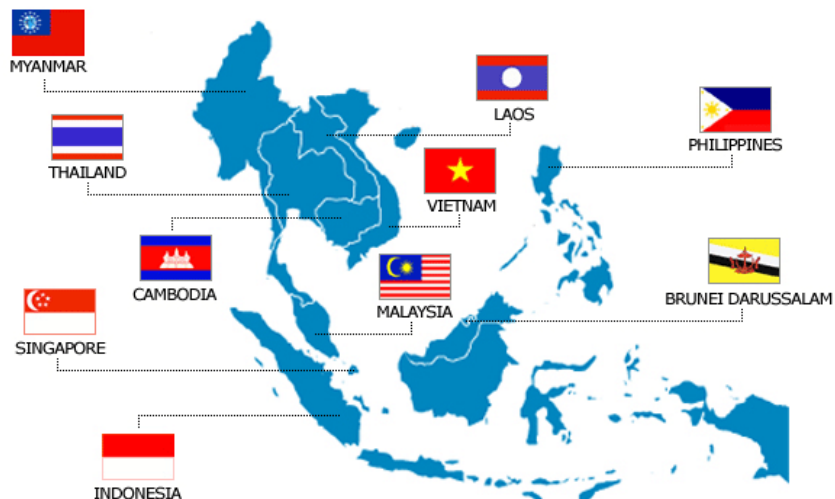 MYANMAR
LAOS
PHILIPPINES
THAILAND
VIETNAM
CAMBODIA
MALAYSIA
BRUNEI DARUSSALAM
SINGAPORE
INDONESIA